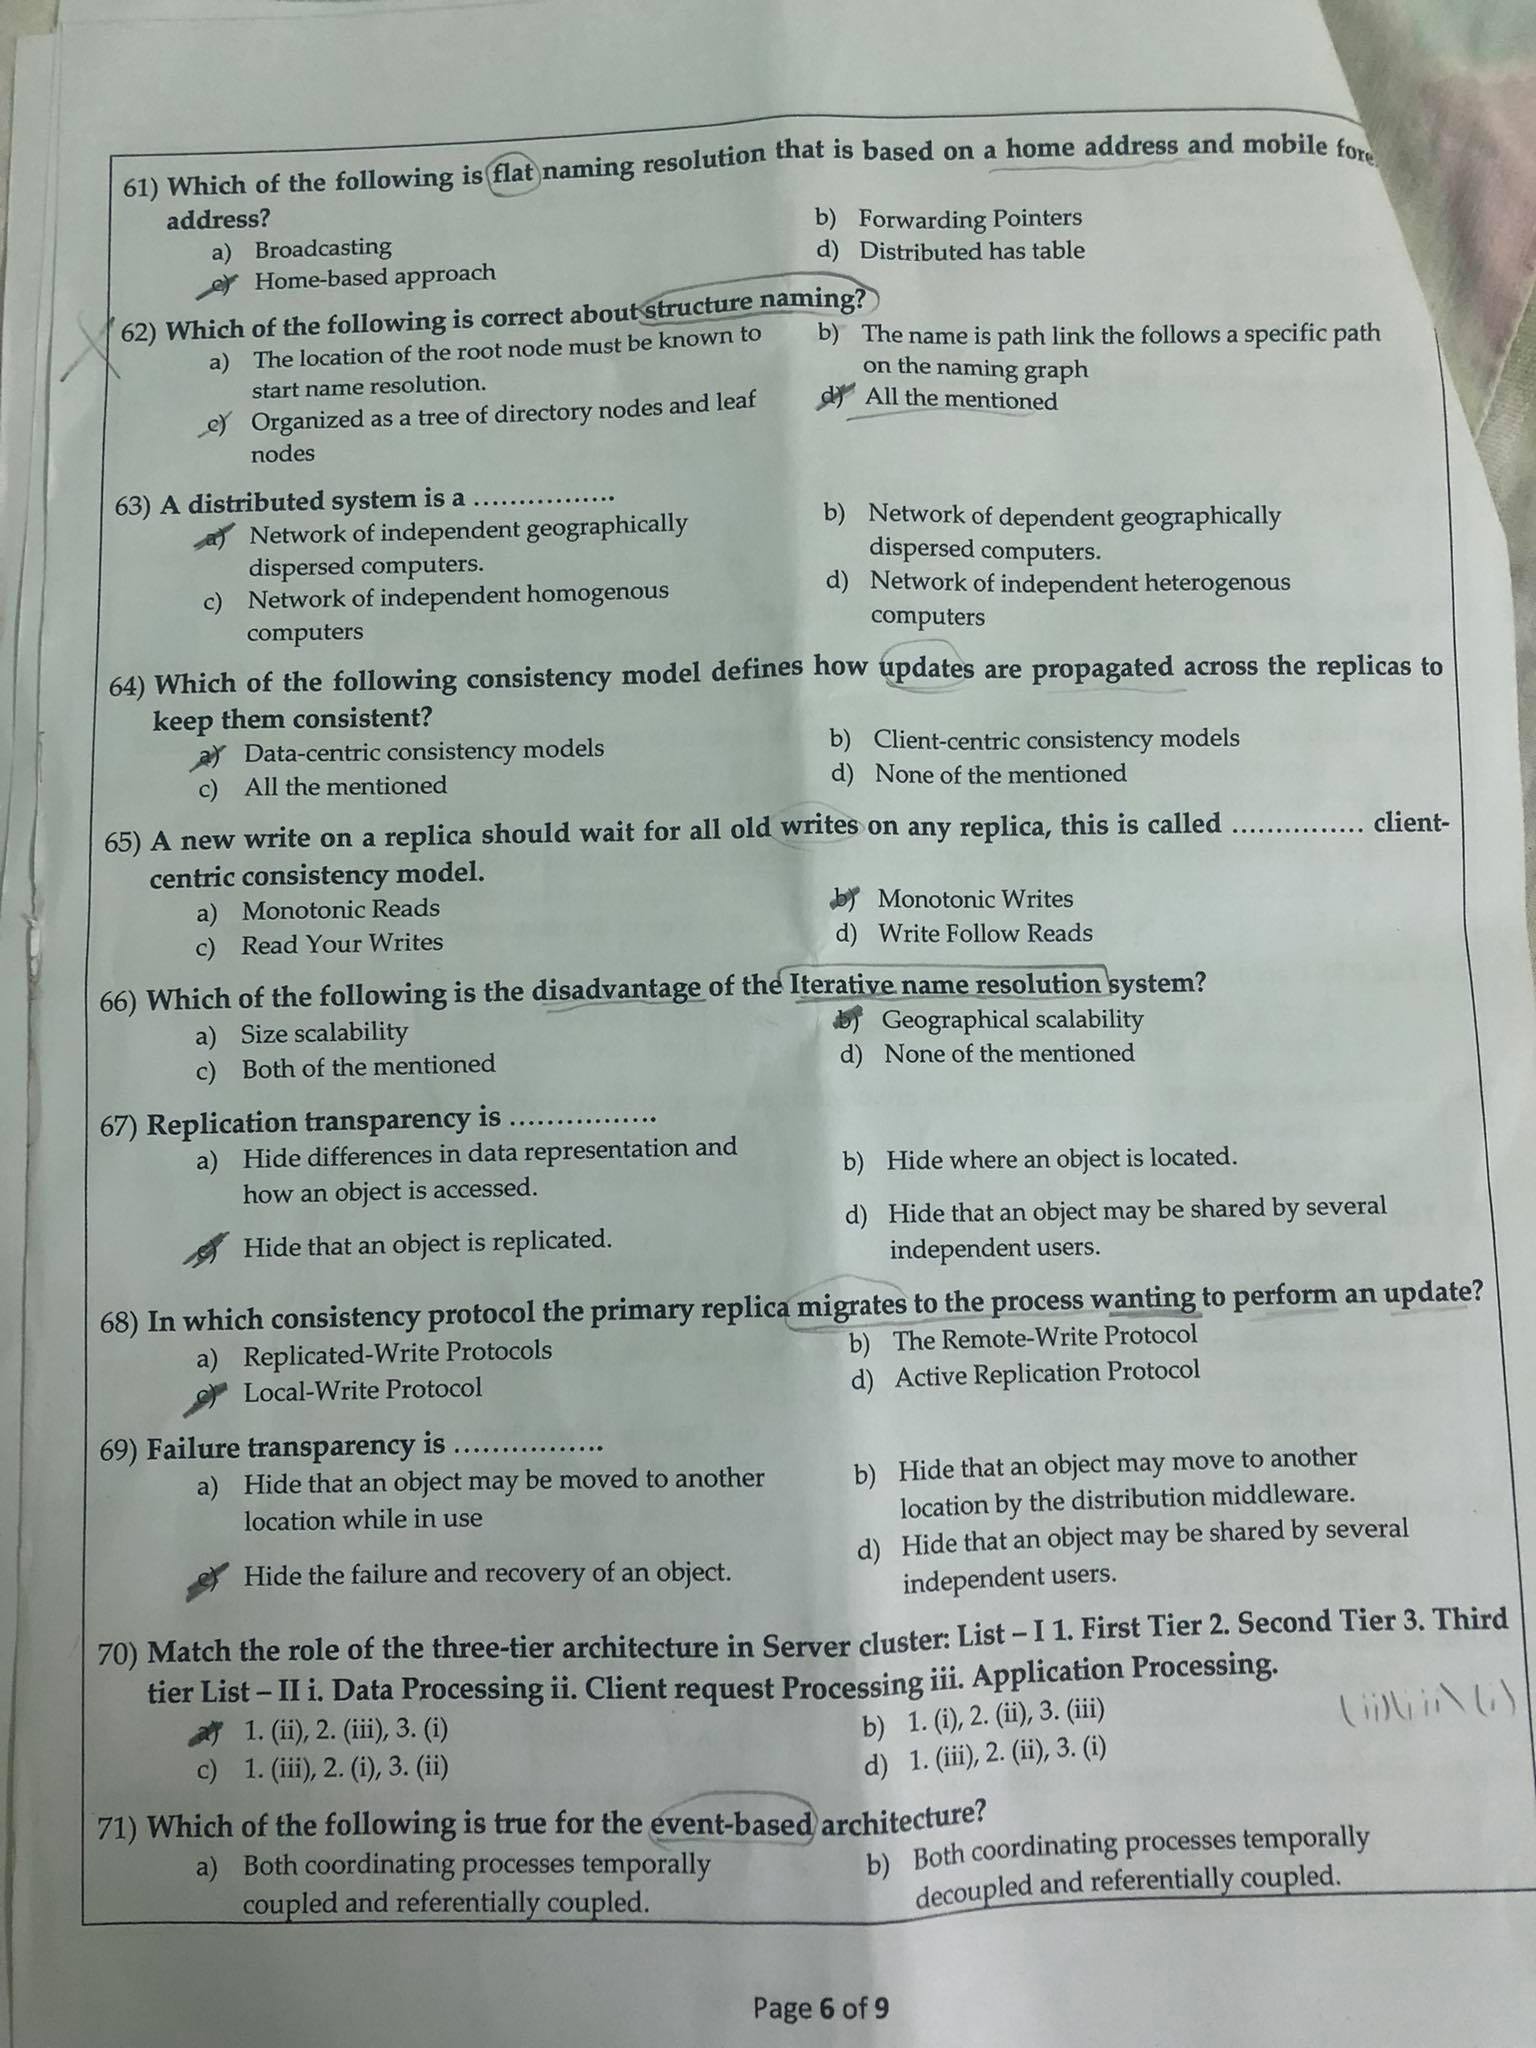 61) Which of the following is flat naming resolution that is based on a home address and mobile
address?
a) Broadcasting
b) Forwarding Pointers
c) Home-based approach
d) Distributed has table
62) Which of the following is correct about structure naming?
a) The location of the root node must be known to
start name resolution.
b) The name is path link the follows a specific path
on the naming graph
c) Organized as a tree of directory nodes and leaf
nodes
d) All the mentioned
63) A distributed system is a ................
a) Network of independent geographically
dispersed computers.
b) Network of dependent geographically
dispersed computers.
c) Network of independent homogenous
computers
d) Network of independent heterogenous
computers
64) Which of the following consistency model defines how updates are propagated across the replicas to
keep them consistent?
a) Data-centric consistency models
b) Client-centric consistency models
c) All the mentioned
d) None of the mentioned
65) A new write on a replica should wait for all old writes on any replica, this is called ............... client-
centric consistency model.
a) Monotonic Reads
b) Monotonic Writes
c) Read Your Writes
d) Write Follow Reads
66) Which of the following is the disadvantage of the Iterative name resolution system?
a) Size scalability
b) Geographical scalability
c) Both of the mentioned
d) None of the mentioned
67) Replication transparency is ................
a) Hide differences in data representation and
how an object is accessed.
b) Hide where an object is located.
c) Hide that an object is replicated.
d) Hide that an object may be shared by several
independent users.
68) In which consistency protocol the primary replica migrates to the process wanting to perform an update?
a) Replicated-Write Protocols
b) The Remote-Write Protocol
c) Local-Write Protocol
d) Active Replication Protocol
69) Failure transparency is ................
a) Hide that an object may be moved to another
location while in use
b) Hide that an object may move to another
location by the distribution middleware.
c) Hide the failure and recovery of an object.
d) Hide that an object may be shared by several
independent users.
70) Match the role of the three-tier architecture in Server cluster: List – I 1. First Tier 2. Second Tier 3. Third
tier List – II i. Data Processing ii. Client request Processing iii. Application Processing.
a) 1. (ii), 2. (iii), 3. (i)
b) 1. (i), 2. (ii), 3. (iii)
(ii)(iii)(i)
c) 1. (iii), 2. (i), 3. (ii)
d) 1. (iii), 2. (ii), 3. (i)
71) Which of the following is true for the event-based architecture?
a) Both coordinating processes temporally
coupled and referentially coupled.
b) Both coordinating processes temporally
decoupled and referentially coupled.
Page 6 of 9